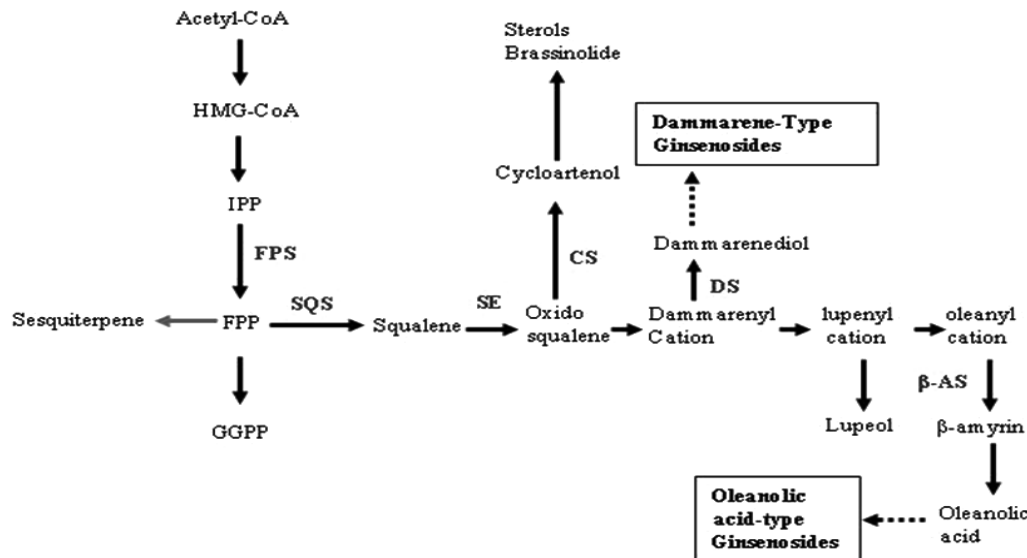 Acetyl-CoA
HMG-CoA
IPP
FPS
Sesquiterpene
FPP
SQS
Squalene
SE
Oxido
squalene
GGPP
Sterols
Brassinolide
Cycloartenol
CS
Dammarene-Type
Ginsenosides
Dammarenediol
DS
Dammarenyl
Cation
lupenyl
cation
oleanyl
cation
β-AS
Lupeol
β-amyrin
Oleanolic
acid
Oleanolic
acid-type
Ginsenosides